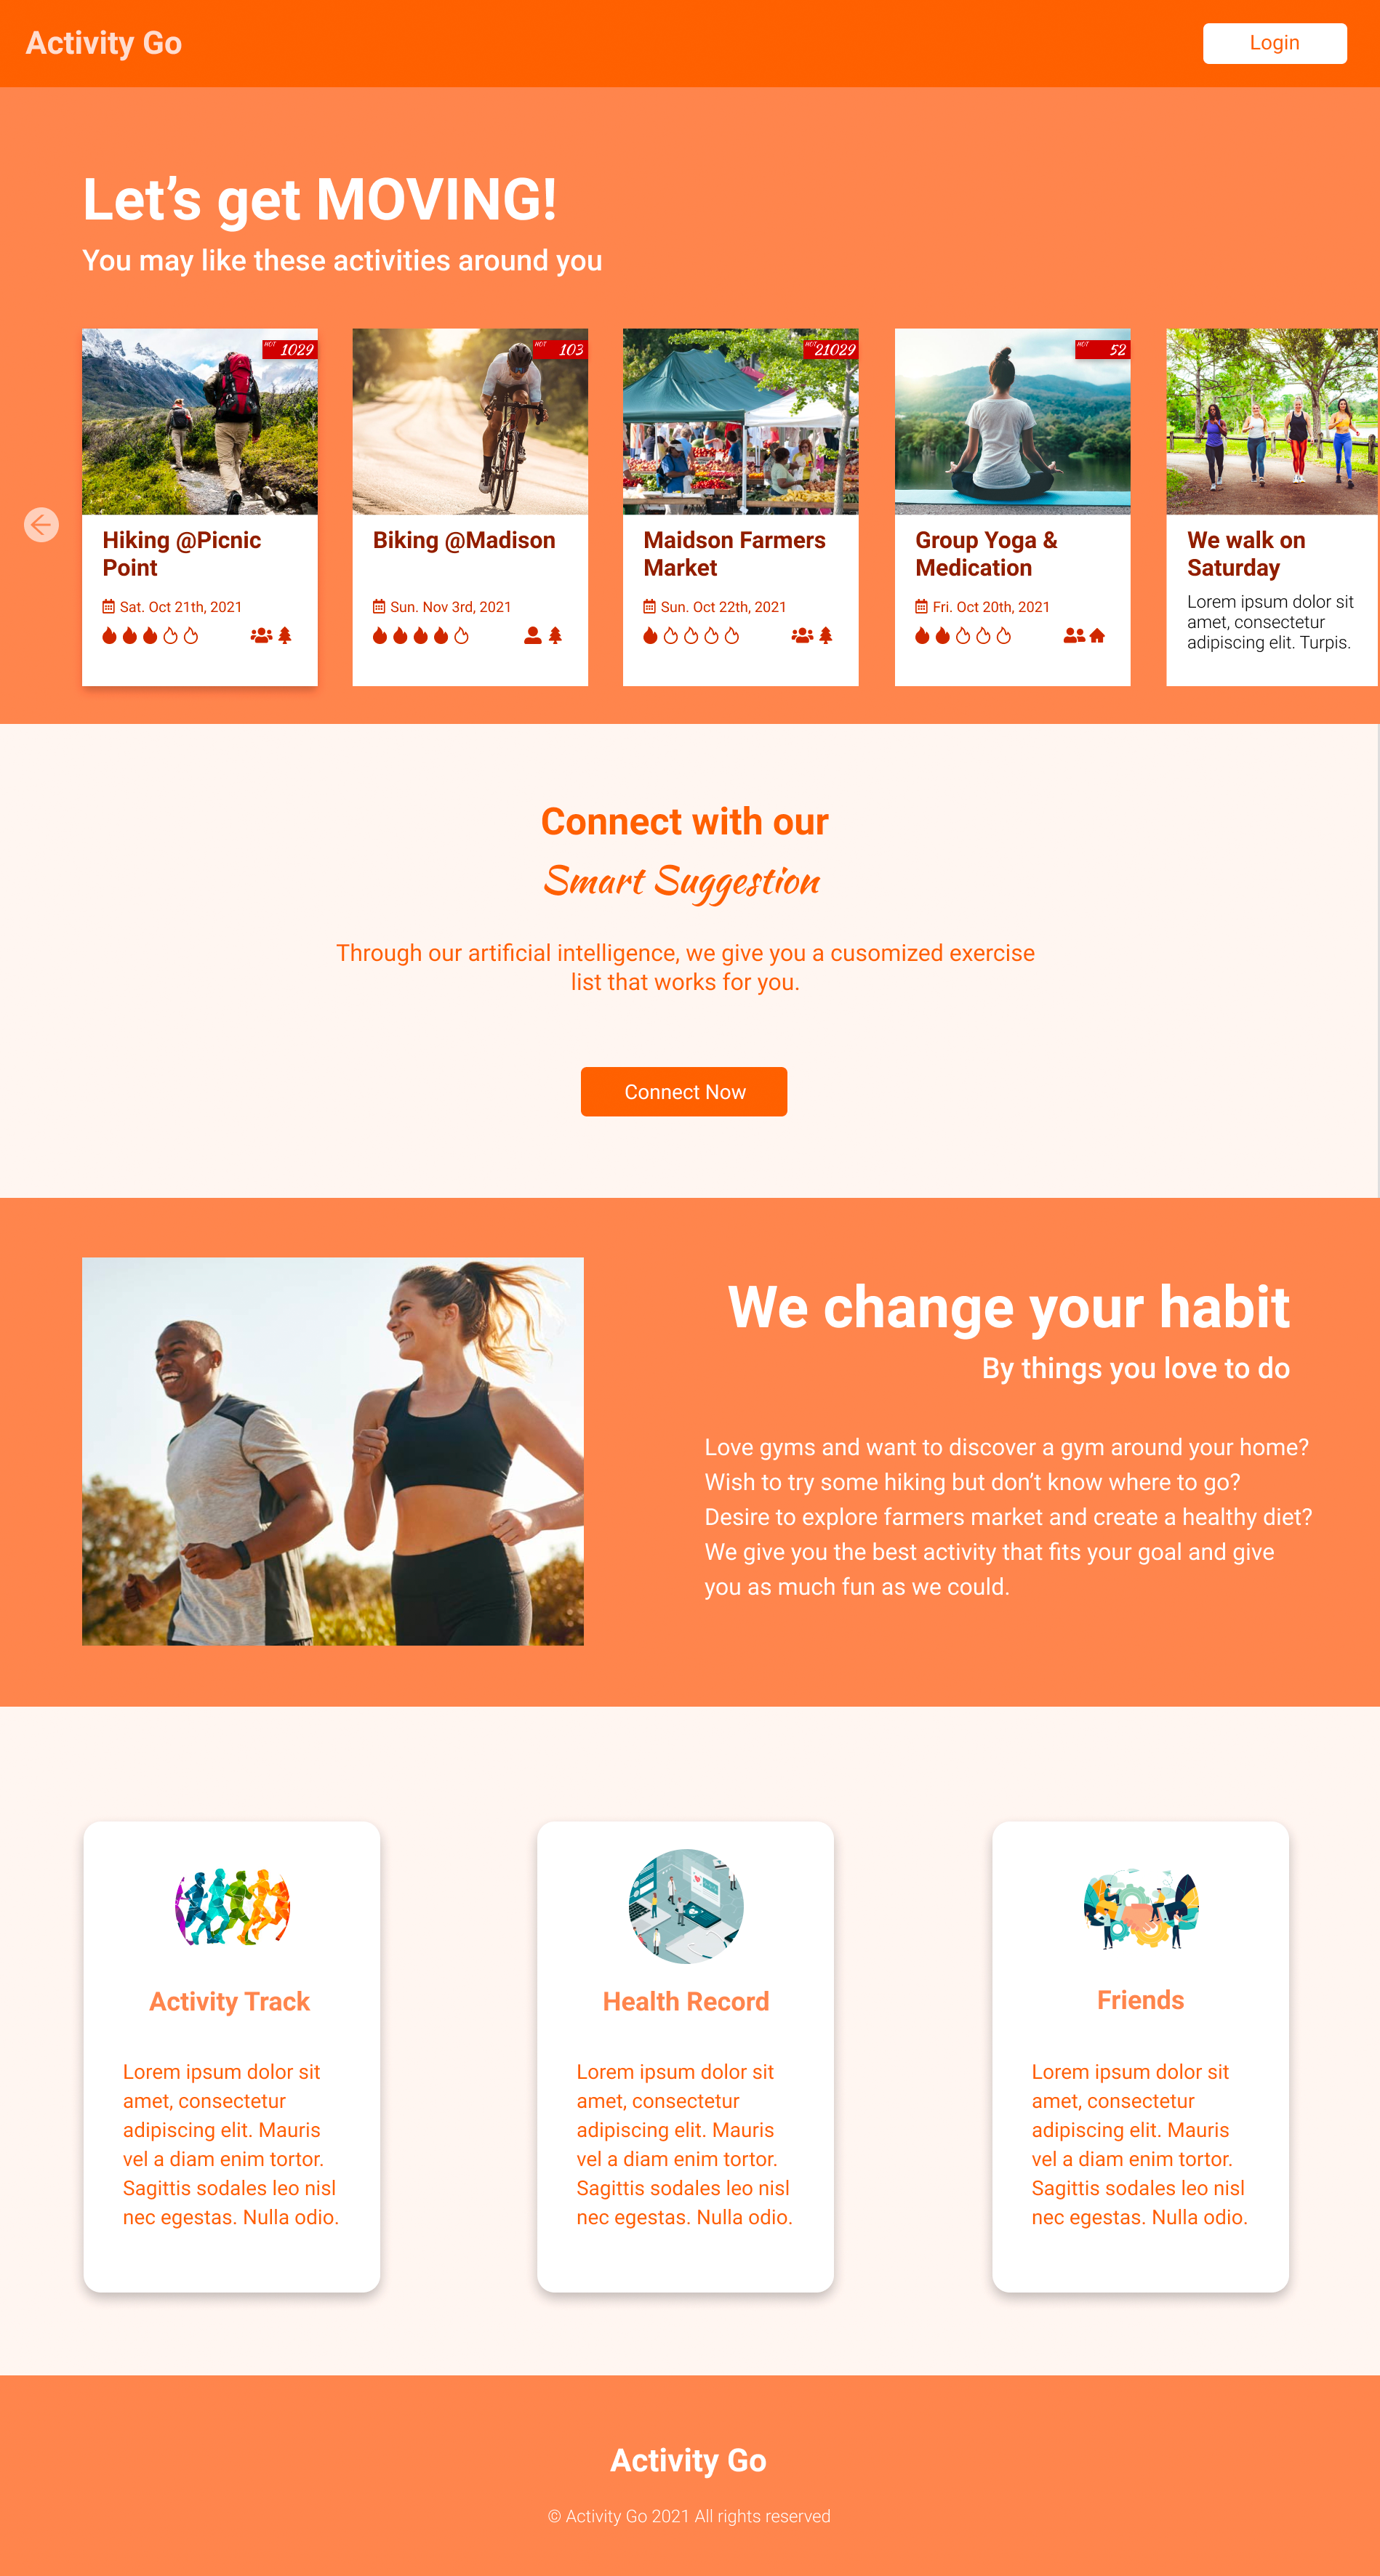 Activity Go
Login
Let’s get MOVING!
You may like these activities around you
HOT 1029
HOT 103
HOT 21029
HOT 52
Hiking @Picnic
Point
Sat. Oct 21th, 2021
Biking @Madison
Sun. Nov 3rd, 2021
Maidson Farmers
Market
Sun. Oct 22th, 2021
Group Yoga &
Medication
Fri. Oct 20th, 2021
We walk on
Saturday
Lorem ipsum dolor sit
amet, consectetur
adipiscing elit. Turpis.
Connect with our
Smart Suggestion
Through our artificial intelligence, we give you a cusomized exercise
list that works for you.
Connect Now
We change your habit
By things you love to do
Love gyms and want to discover a gym around your home?
Wish to try some hiking but don’t know where to go?
Desire to explore farmers market and create a healthy diet?
We give you the best activity that fits your goal and give
you as much fun as we could.
Activity Track
Lorem ipsum dolor sit
amet, consectetur
adipiscing elit. Mauris
vel a diam enim tortor.
Sagittis sodales leo nisl
nec egestas. Nulla odio.
Health Record
Lorem ipsum dolor sit
amet, consectetur
adipiscing elit. Mauris
vel a diam enim tortor.
Sagittis sodales leo nisl
nec egestas. Nulla odio.
Friends
Lorem ipsum dolor sit
amet, consectetur
adipiscing elit. Mauris
vel a diam enim tortor.
Sagittis sodales leo nisl
nec egestas. Nulla odio.
Activity Go
© Activity Go 2021 All rights reserved